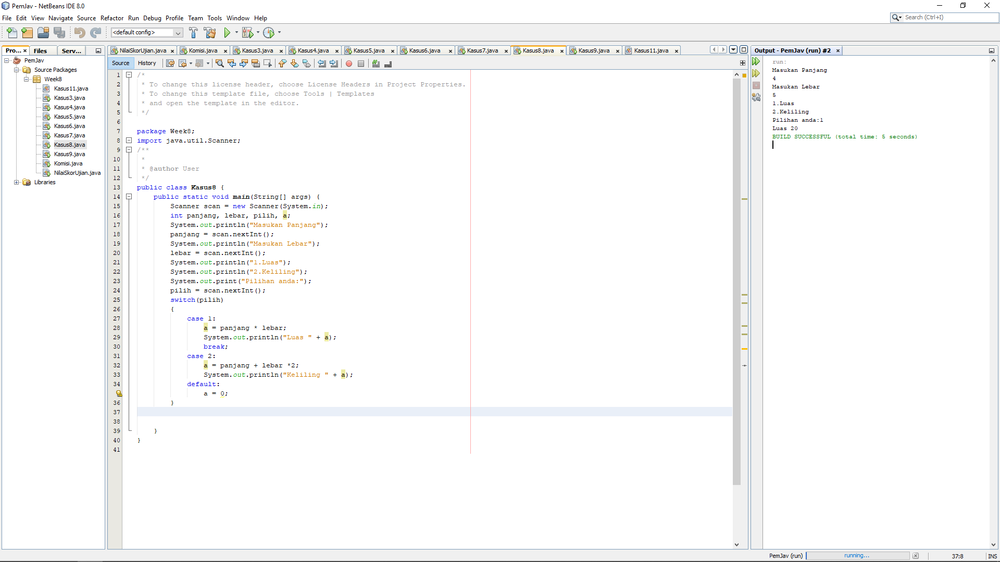 PemJav - NetBeans IDE 8.0
File Edit View Navigate Source Refactor Run Debug Profile Team Tools Window Help
Search (Ctrl+I)
<default config>
Pro... × Files Serv...
PemJav
Source Packages
Week8
Kasus11.java
Kasus3.java
Kasus4.java
Kasus5.java
Kasus6.java
Kasus7.java
Kasus8.java
Kasus9.java
Komisi.java
NilaiSkorUjian.java
Libraries
NilaiSkorUjian.java × Komisi.java × Kasus3.java × Kasus4.java × Kasus5.java × Kasus6.java × Kasus7.java × Kasus8.java × Kasus9.java × Kasus11.java ×
Source History
1 /*
2  * To change this license header, choose License Headers in Project Properties.
3  * To change this template file, choose Tools | Templates
4  * and open the template in the editor.
5  */
6
7 package Week8;
8 import java.util.Scanner;
9 /**
10  *
11  * @author User
12  */
13 public class Kasus8 {
14     public static void main(String[] args) {
15         Scanner scan = new Scanner(System.in);
16         int panjang, lebar, pilih, a;
17         System.out.println("Masukan Panjang");
18         panjang = scan.nextInt();
19         System.out.println("Masukan Lebar");
20         lebar = scan.nextInt();
21         System.out.println("1.Luas");
22         System.out.println("2.Keliling");
23         System.out.print("Pilihan anda:");
24         pilih = scan.nextInt();
25         switch(pilih)
26         {
27             case 1:
28                 a = panjang * lebar;
29                 System.out.println("Luas " + a);
30                 break;
31             case 2:
32                 a = panjang + lebar *2;
33                 System.out.println("Keliling " + a);
34             default:
                a = 0;
36         }
37
38
39     }
40 }
41
Output - PemJav (run) #2 ×
run:
Masukan Panjang
4
Masukan Lebar
5
1.Luas
2.Keliling
Pilihan anda:1
Luas 20
BUILD SUCCESSFUL (total time: 5 seconds)
PemJav (run) running... 37:8 INS